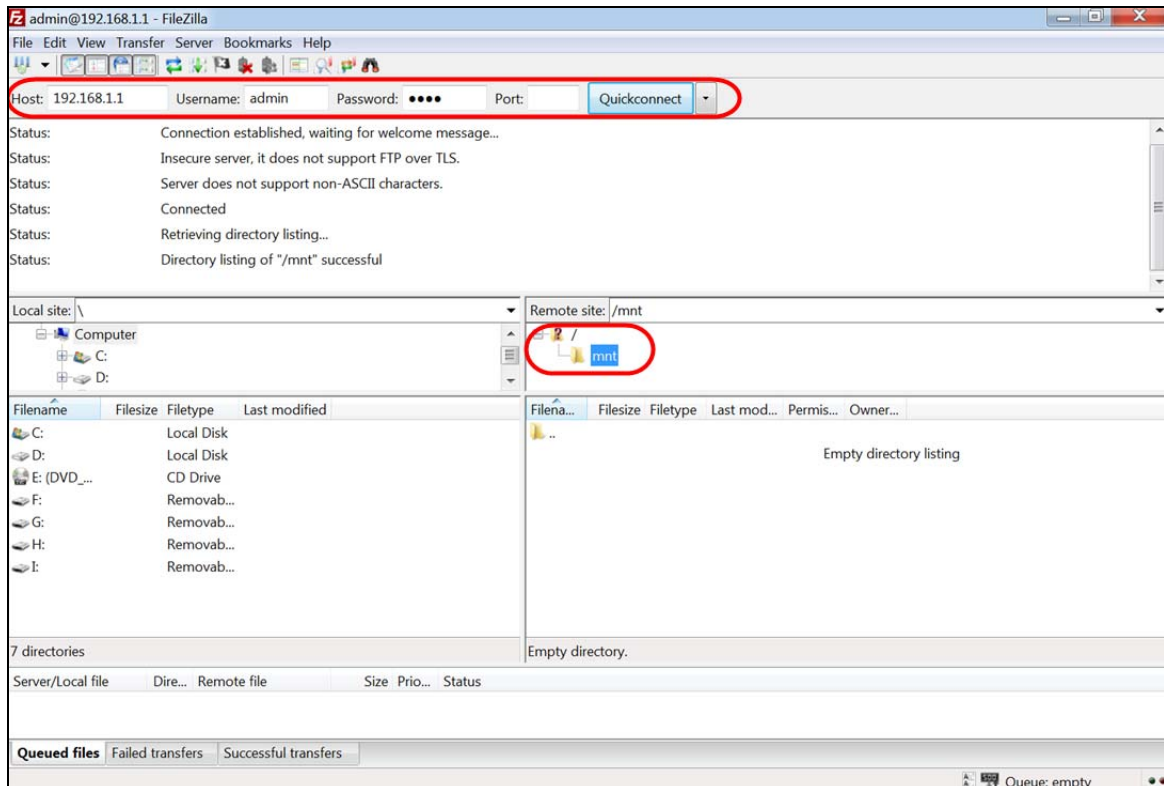 admin@192.168.1.1 - FileZilla
File Edit View Transfer Server Bookmarks Help
Host: 192.168.1.1 Username: admin Password: •••• Port: Quickconnect
Status: Connection established, waiting for welcome message...
Status: Insecure server, it does not support FTP over TLS.
Status: Server does not support non-ASCII characters.
Status: Connected
Status: Retrieving directory listing...
Status: Directory listing of "/mnt" successful
Local site: \
Computer
C:
D:
Remote site: /mnt
/
mnt
Filename Filesize Filetype Last modified
C: Local Disk
D: Local Disk
E: (DVD_... CD Drive
F: Removab...
G: Removab...
H: Removab...
I: Removab...
7 directories
Filena... Filesize Filetype Last mod... Permis... Owner...
..
Empty directory listing
Empty directory.
Server/Local file Dire... Remote file Size Prio... Status
Queued files Failed transfers Successful transfers
Queue: empty